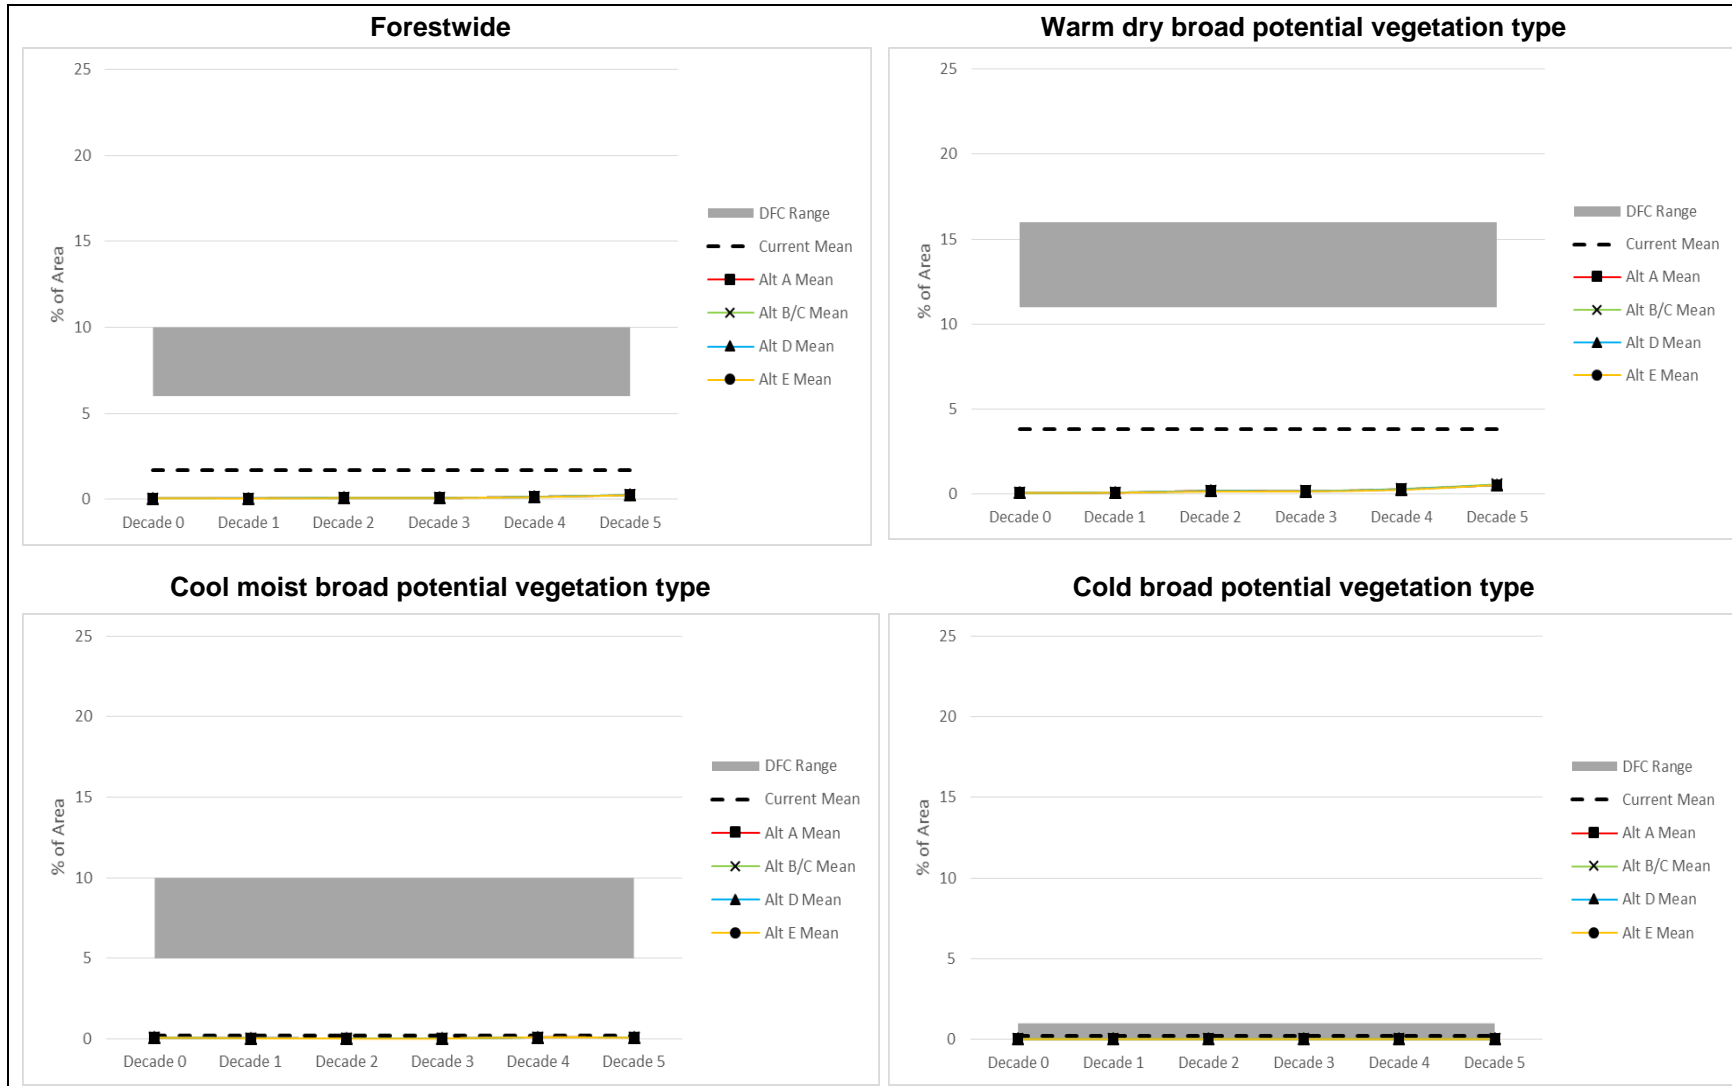 Forestwide
25
20
15
10
5
0
% of Area
Decade 0 Decade 1 Decade 2 Decade 3 Decade 4 Decade 5
DFC Range
Current Mean
Alt A Mean
Alt B/C Mean
Alt D Mean
Alt E Mean
Warm dry broad potential vegetation type
25
20
15
10
5
0
% of Area
Decade 0 Decade 1 Decade 2 Decade 3 Decade 4 Decade 5
DFC Range
Current Mean
Alt A Mean
Alt B/C Mean
Alt D Mean
Alt E Mean
Cool moist broad potential vegetation type
25
20
15
10
5
0
% of Area
Decade 0 Decade 1 Decade 2 Decade 3 Decade 4 Decade 5
DFC Range
Current Mean
Alt A Mean
Alt B/C Mean
Alt D Mean
Alt E Mean
Cold broad potential vegetation type
25
20
15
10
5
0
% of Area
Decade 0 Decade 1 Decade 2 Decade 3 Decade 4 Decade 5
DFC Range
Current Mean
Alt A Mean
Alt B/C Mean
Alt D Mean
Alt E Mean